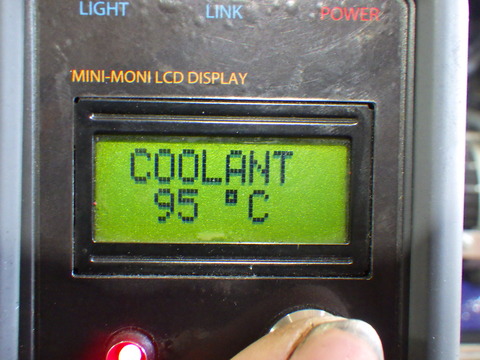 LIGHT LINK POWER
MINI-MONI LCD DISPLAY
COOLANT
95 °C